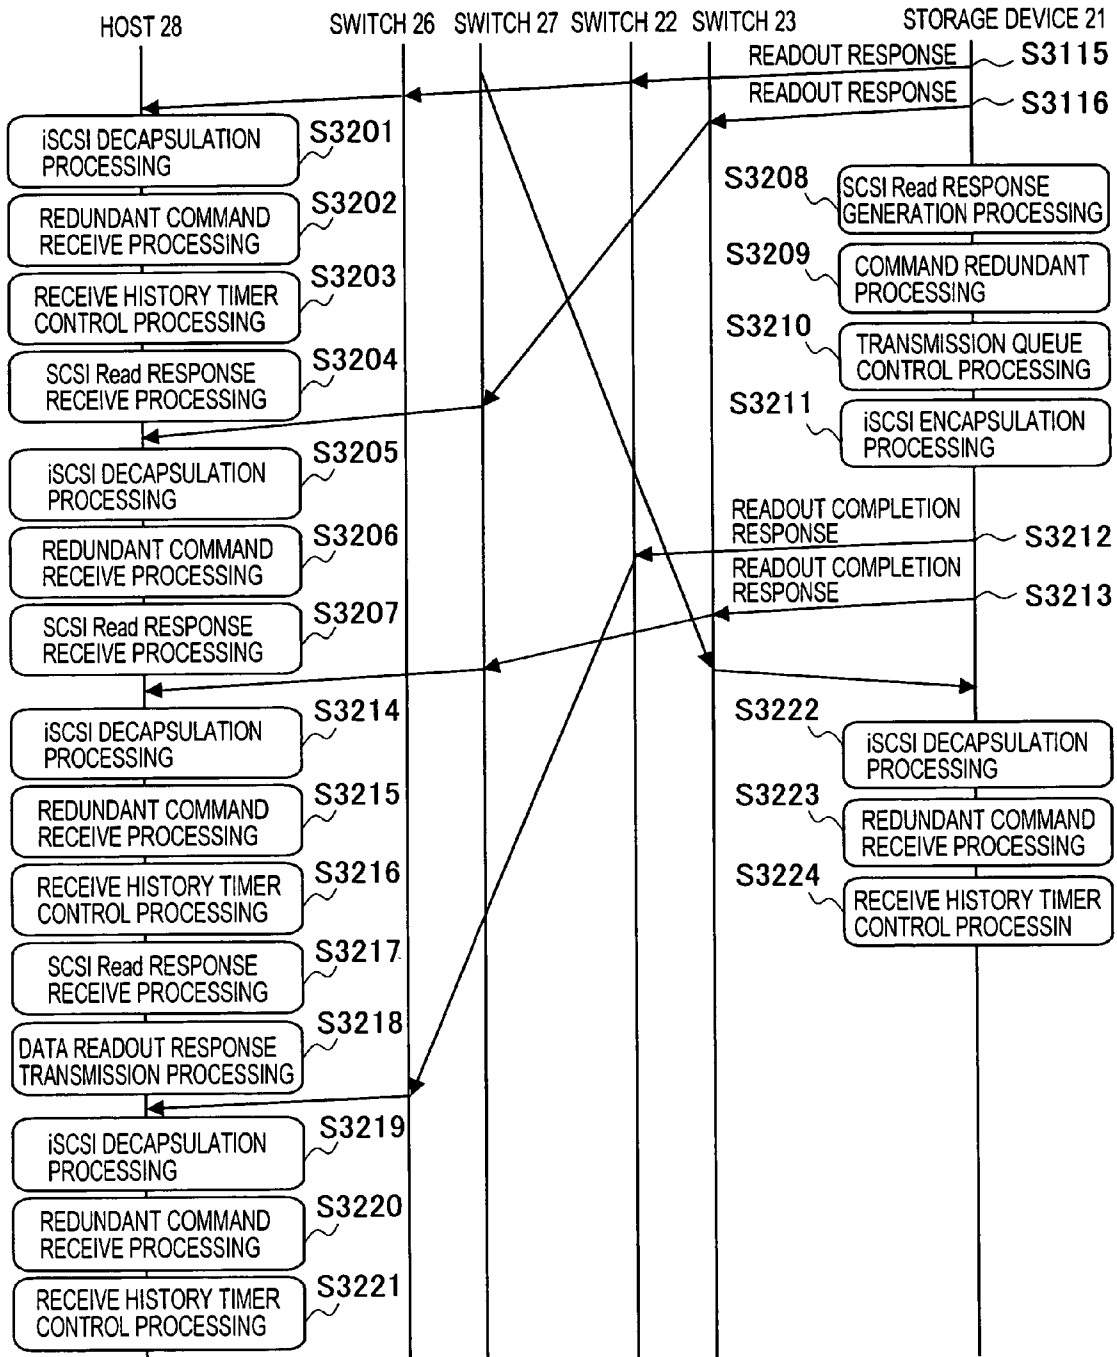 HOST 28
SWITCH 26
SWITCH 27
SWITCH 22
SWITCH 23
STORAGE DEVICE 21
READOUT RESPONSE
S3115
READOUT RESPONSE
S3116
iSCSI DECAPSULATION
PROCESSING
S3201
REDUNDANT COMMAND
RECEIVE PROCESSING
S3202
RECEIVE HISTORY TIMER
CONTROL PROCESSING
S3203
SCSI Read RESPONSE
RECEIVE PROCESSING
S3204
S3208
SCSI Read RESPONSE
GENERATION PROCESSING
S3209
COMMAND REDUNDANT
PROCESSING
S3210
TRANSMISSION QUEUE
CONTROL PROCESSING
S3211
iSCSI ENCAPSULATION
PROCESSING
iSCSI DECAPSULATION
PROCESSING
S3205
REDUNDANT COMMAND
RECEIVE PROCESSING
S3206
SCSI Read RESPONSE
RECEIVE PROCESSING
S3207
READOUT COMPLETION
RESPONSE
S3212
READOUT COMPLETION
RESPONSE
S3213
iSCSI DECAPSULATION
PROCESSING
S3214
REDUNDANT COMMAND
RECEIVE PROCESSING
S3215
RECEIVE HISTORY TIMER
CONTROL PROCESSING
S3216
SCSI Read RESPONSE
RECEIVE PROCESSING
S3217
DATA READOUT RESPONSE
TRANSMISSION PROCESSING
S3218
S3222
iSCSI DECAPSULATION
PROCESSING
S3223
REDUNDANT COMMAND
RECEIVE PROCESSING
S3224
RECEIVE HISTORY TIMER
CONTROL PROCESSIN
iSCSI DECAPSULATION
PROCESSING
S3219
REDUNDANT COMMAND
RECEIVE PROCESSING
S3220
RECEIVE HISTORY TIMER
CONTROL PROCESSING
S3221